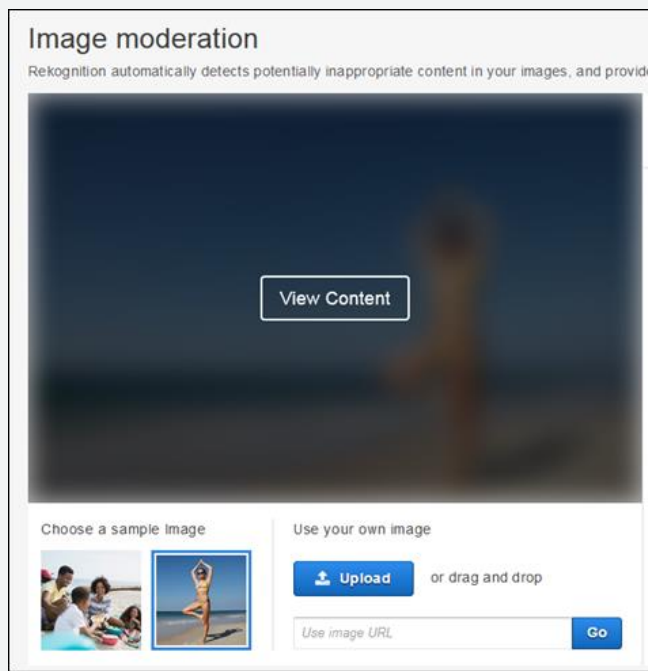 Image moderation
Rekognition automatically detects potentially inappropriate content in your images, and provide
View Content
Choose a sample Image
Use your own image
Upload
or drag and drop
Use image URL
Go